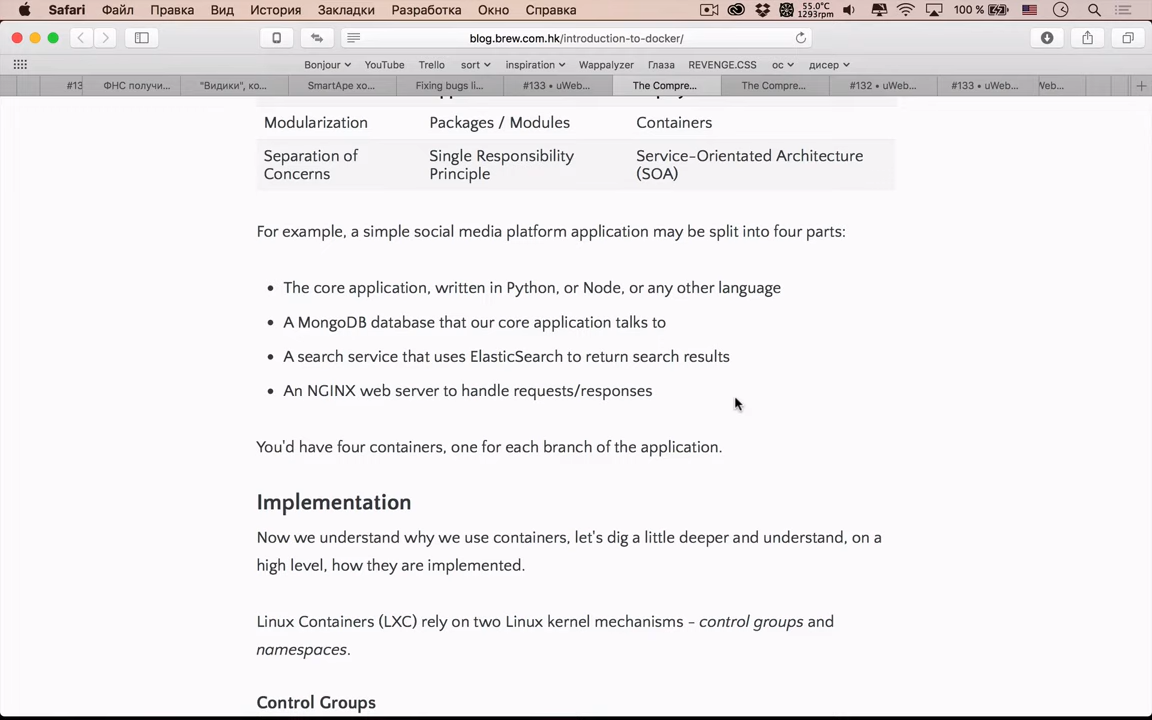 Safari Файл Правка Вид История Закладки Разработка Окно Справка 55.0°C 1293rpm 100 %
blog.brew.com.hk/introduction-to-docker/
Bonjour YouTube Trello sort inspiration Wappalyzer Глаза REVENGE.CSS ос дисер
#13 ФНС получи... "Видики", ко... SmartApe хо... Fixing bugs li... #133 • uWeb... The Compre... The Compre... #132 • uWeb... #133 • uWeb... Web...
Modularization Packages / Modules Containers
Separation of Single Responsibility Service-Orientated Architecture
Concerns Principle (SOA)
For example, a simple social media platform application may be split into four parts:
• The core application, written in Python, or Node, or any other language
• A MongoDB database that our core application talks to
• A search service that uses ElasticSearch to return search results
• An NGINX web server to handle requests/responses
You'd have four containers, one for each branch of the application.
Implementation
Now we understand why we use containers, let's dig a little deeper and understand, on a
high level, how they are implemented.
Linux Containers (LXC) rely on two Linux kernel mechanisms - control groups and
namespaces.
Control Groups